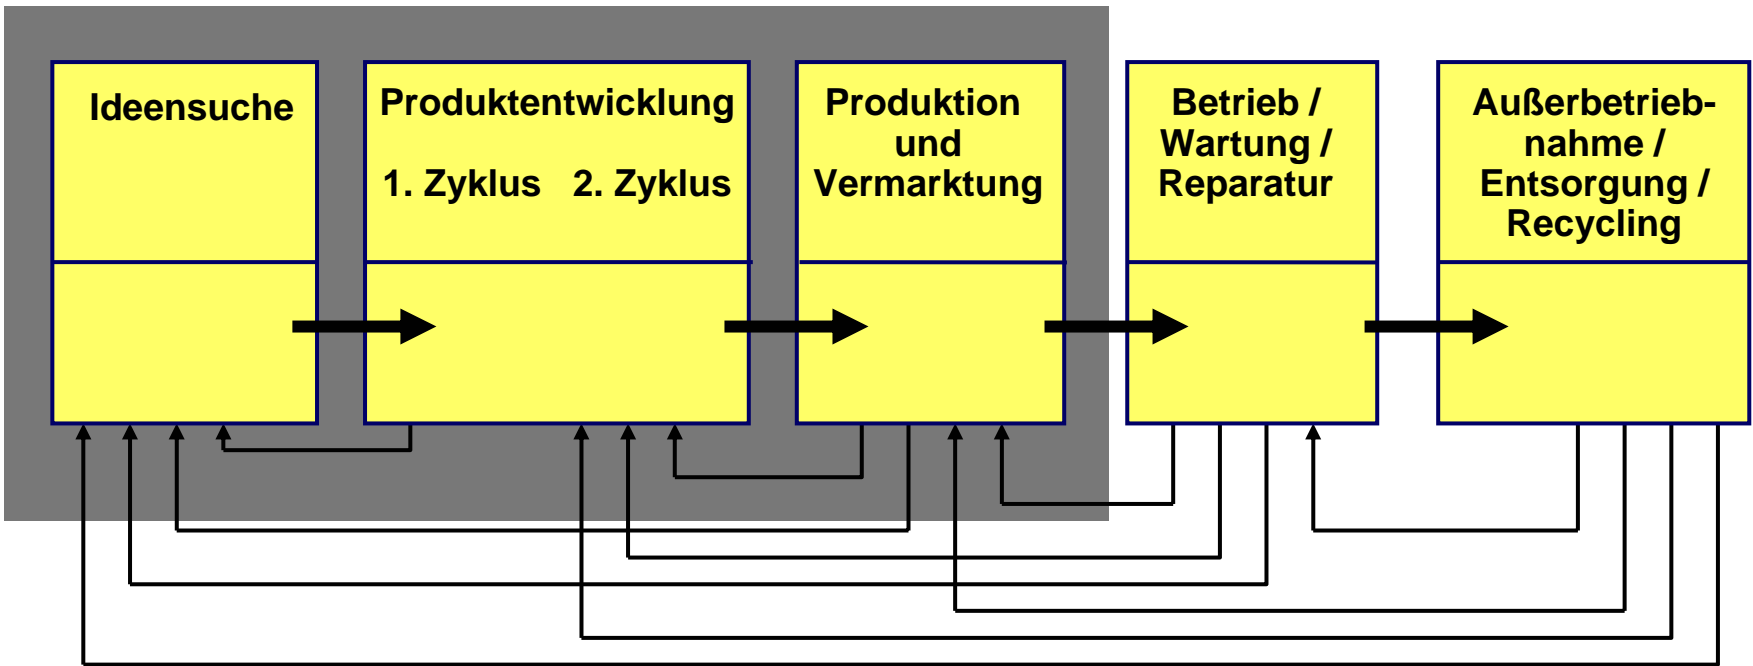 Ideensuche
Produktentwicklung
1. Zyklus 2. Zyklus
Produktion
und
Vermarktung
Betrieb /
Wartung /
Reparatur
Außerbetrieb-
nahme /
Entsorgung /
Recycling